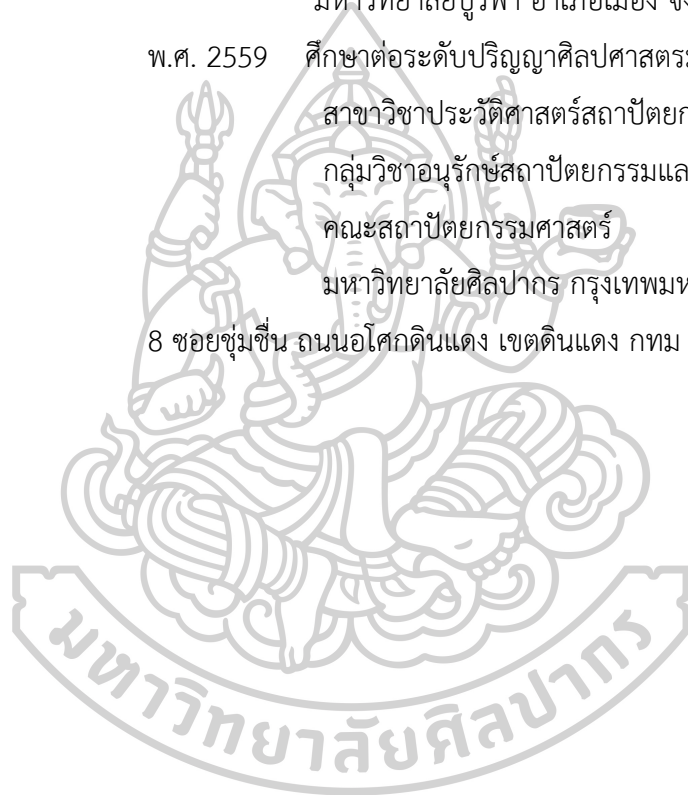 มหาวิทยาลัยบูรพา อำเภอเมือง
พ.ศ. 2559 ศึกษาต่อระดับปริญญาศิลปศาสตร
สาขาวิชาประวัติศาสตร์สถาปัตย
กลุ่มวิชาอนุรักษ์สถาปัตยกรรมและ
คณะสถาปัตยกรรมศาสตร์
มหาวิทยาลัยศิลปากร กรุงเทพมห
8 ซอยชุ่มชื่น ถนนอโศกดินแดง เขตดินแดง กทม
มหาวิทยาลัยศิลปากร